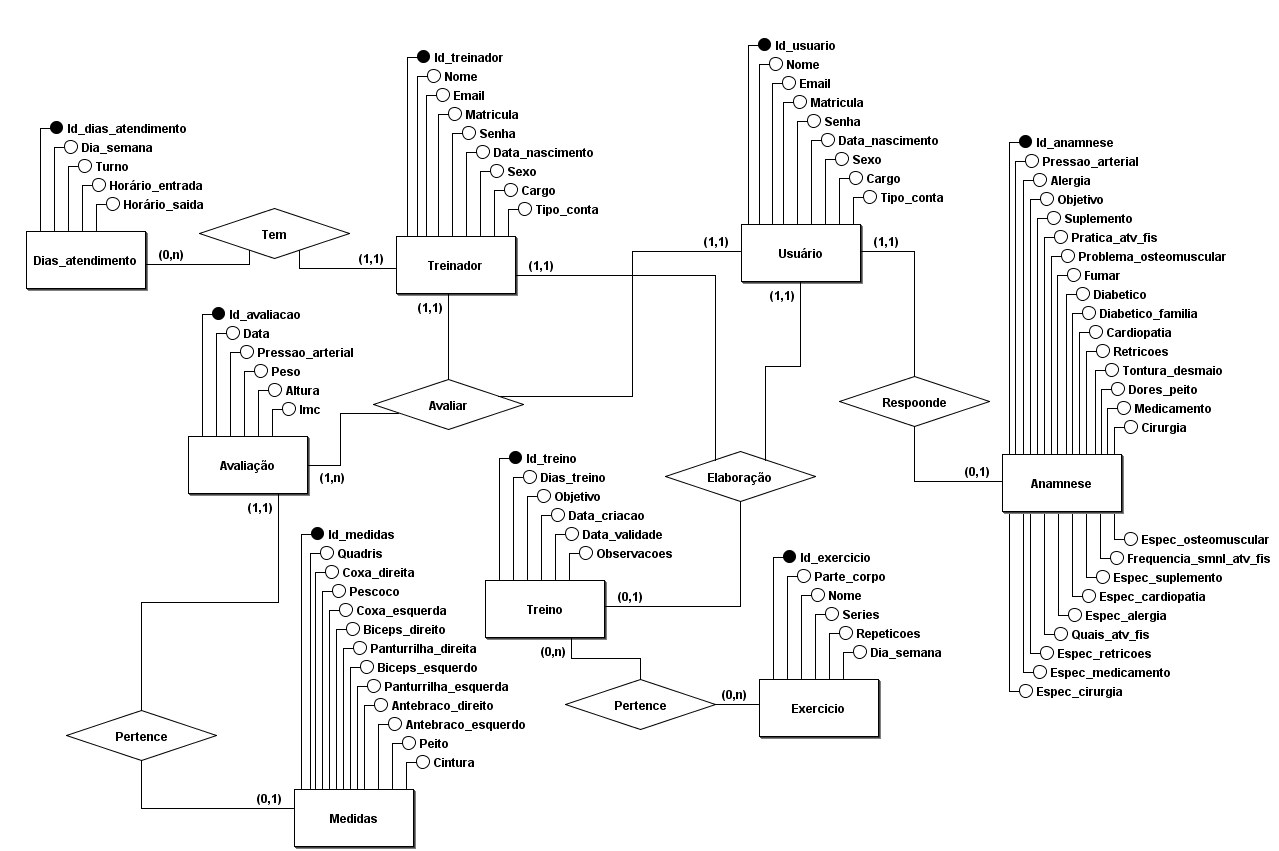 Id_usuario
Nome
Email
Matricula
Senha
Data_nascimento
Sexo
Cargo
Tipo_conta
(1,1)
Usuário
(1,1)
(1,1)
Id_treinador
Nome
Email
Matricula
Senha
Data_nascimento
Sexo
Cargo
Tipo_conta
(1,1)
Treinador
(1,1)
(1,1)
Id_dias_atendimento
Dia_semana
Turno
Horário_entrada
Horário_saida
Dias_atendimento
(0,n)
Tem
Id_anamnese
Pressao_arterial
Alergia
Objetivo
Suplemento
Pratica_atv_fis
Problema_osteomuscular
Fumar
Diabetico
Diabetico_familia
Cardiopatia
Retricoes
Tontura_desmaio
Dores_peito
Medicamento
Cirurgia
Respoonde
(0,1)
Anamnese
Espec_osteomuscular
Frequencia_smnl_atv_fis
Espec_suplemento
Espec_cardiopatia
Espec_alergia
Quais_atv_fis
Espec_retricoes
Espec_medicamento
Espec_cirurgia
Id_avaliacao
Data
Pressao_arterial
Peso
Altura
Imc
Avaliar
Avaliação
(1,n)
(1,1)
Id_treino
Dias_treino
Objetivo
Data_criacao
Data_validade
Observacoes
Elaboração
Treino
(0,1)
(0,n)
Id_medidas
Quadris
Coxa_direita
Pescoco
Coxa_esquerda
Biceps_direito
Panturrilha_direita
Biceps_esquerdo
Panturrilha_esquerda
Antebraco_direito
Antebraco_esquerdo
Peito
Cintura
Pertence
(0,1)
Medidas
Id_exercicio
Parte_corpo
Nome
Series
Repeticoes
Dia_semana
Pertence
(0,n)
Exercicio